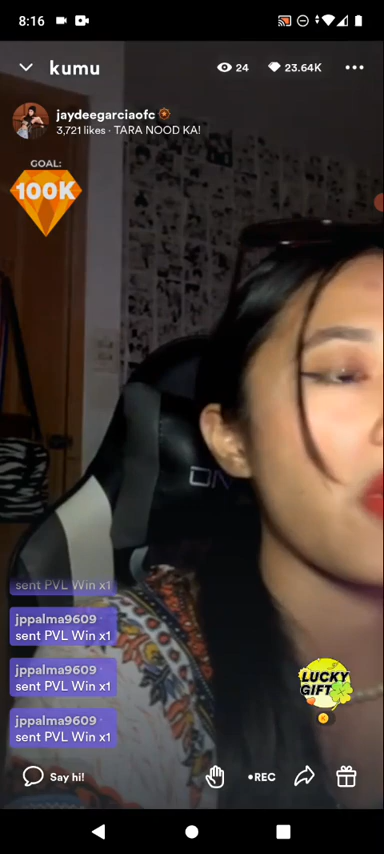 8:16
kumu
24
23.64K
jaydeegarciaofc
3,721 likes · TARA NOOD KA!
GOAL:
100K
DN
sent PVL Win x1
jppalma9609
sent PVL Win x1
jppalma9609
sent PVL Win x1
jppalma9609
sent PVL Win x1
LUCKY
GIFT
Say hi!
•REC